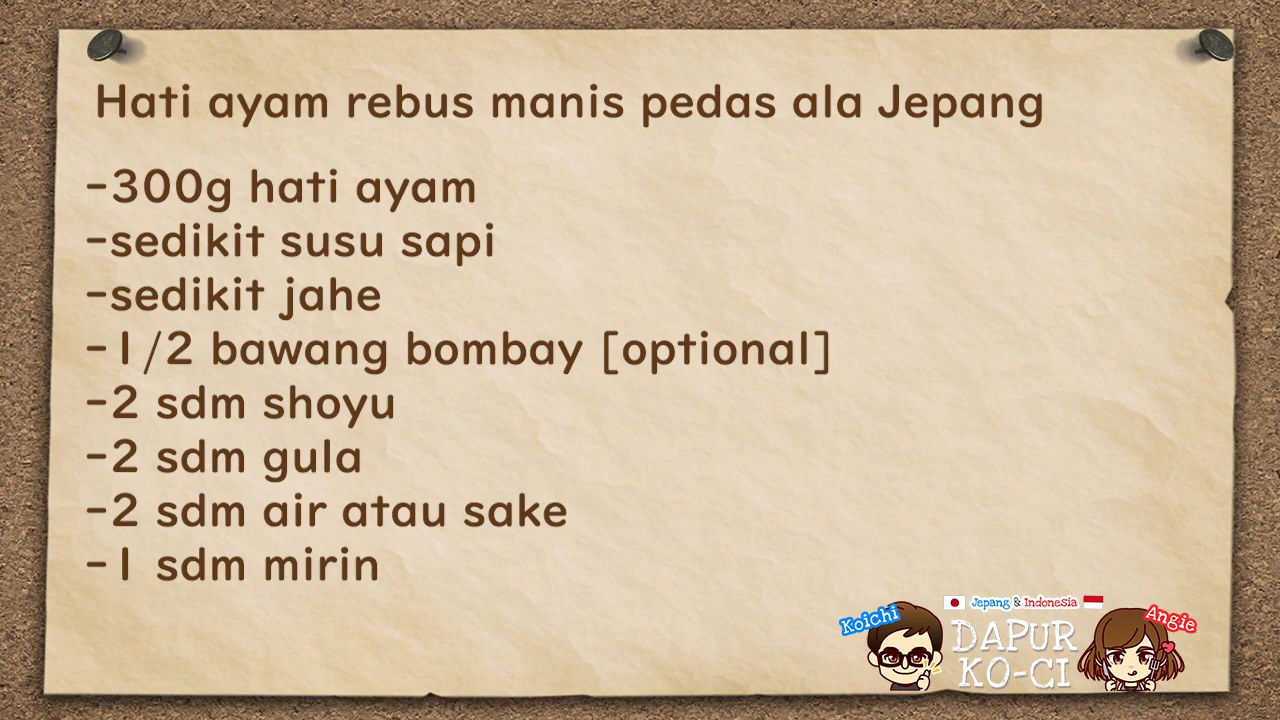 Hati ayam rebus manis pedas ala Jepang
-300g hati ayam
-sedikit susu sapi
-sedikit jahe
-1/2 bawang bombay [optional]
-2 sdm shoyu
-2 sdm gula
-2 sdm air atau sake
-1 sdm mirin
Jepang & Indonesia
Koichi
DAPUR
KO-CI
Angie